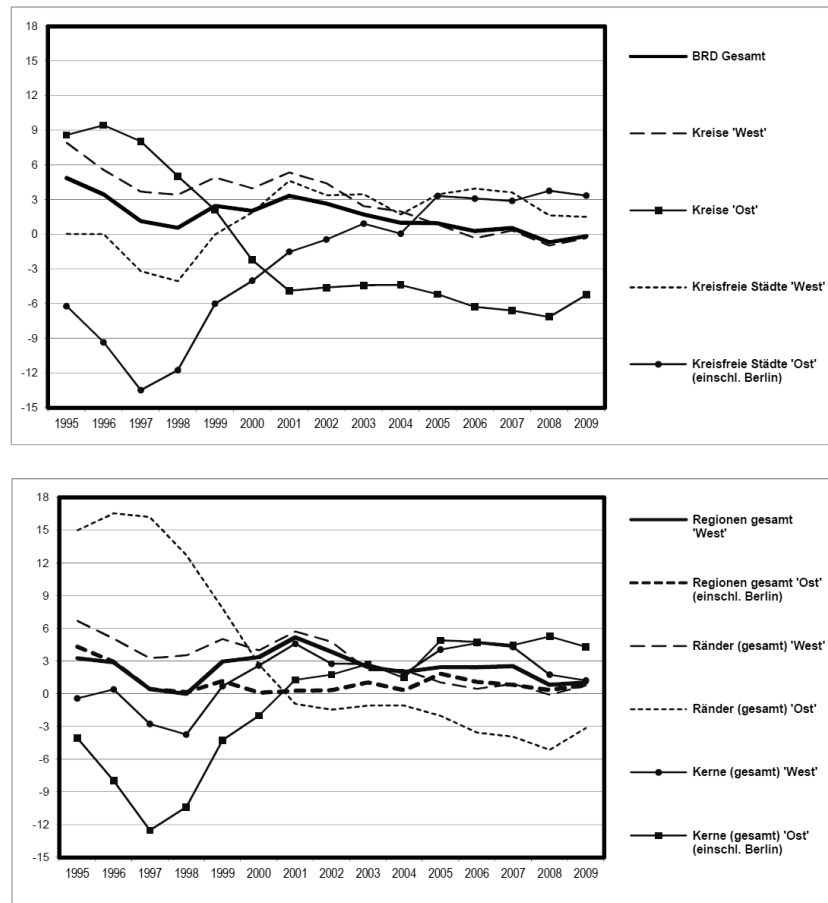 18
15
12
9
6
3
0
-3
-6
-9
-12
-15
1995 1996 1997 1998 1999 2000 2001 2002 2003 2004 2005 2006 2007 2008 2009
BRD Gesamt
Kreise 'West'
Kreise 'Ost'
Kreisfreie Städte 'West'
Kreisfreie Städte 'Ost'
(einschl. Berlin)
18
15
12
9
6
3
0
-3
-6
-9
-12
-15
1995 1996 1997 1998 1999 2000 2001 2002 2003 2004 2005 2006 2007 2008 2009
Regionen gesamt
'West'
Regionen gesamt 'Ost'
(einschl. Berlin)
Ränder (gesamt) 'West'
Ränder (gesamt) 'Ost'
Kerne (gesamt) 'West'
Kerne (gesamt) 'Ost'
(einschl. Berlin)